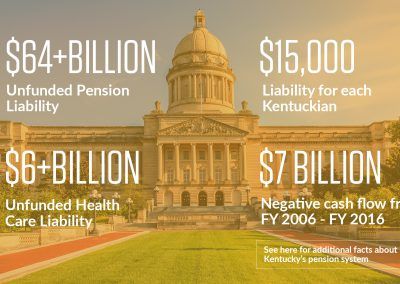 $64+BILLION
Unfunded Pension
Liability
$15,000
Liability for each
Kentuckian
$6+BILLION
Unfunded Health
Care Liability
$7 BILLION
Negative cash flow fr
FY 2006 - FY 2016
See here for additional facts about
Kentucky's pension system